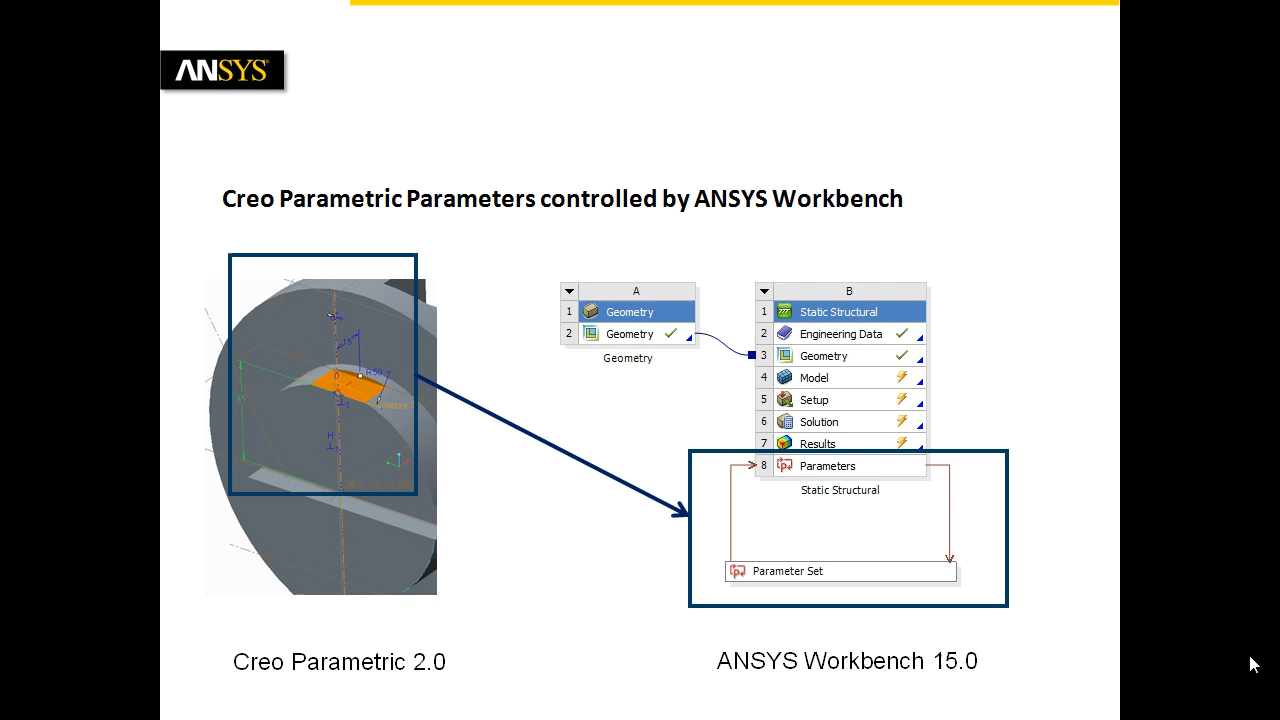 ANSYS
Creo Parametric Parameters controlled by ANSYS Workbench
R50
H
A
1 Geometry
2 Geometry
Geometry
B
1 Static Structural
2 Engineering Data
3 Geometry
4 Model
5 Setup
6 Solution
7 Results
8 Parameters
Static Structural
Parameter Set
Creo Parametric 2.0
ANSYS Workbench 15.0